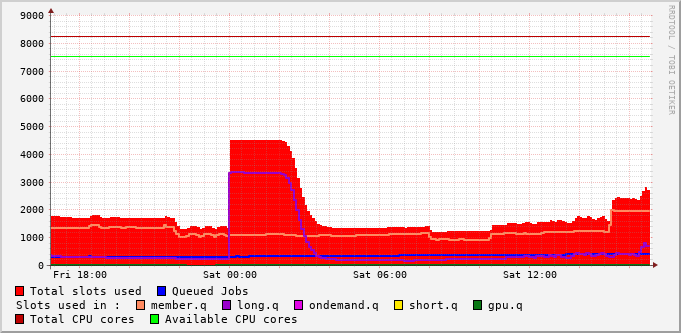 9000
8000
7000
6000
5000
4000
3000
2000
1000
0
Fri 18:00 Sat 00:00 Sat 06:00 Sat 12:00
Total slots used Queued Jobs
Slots used in : member.q long.q ondemand.q short.q gpu.q
Total CPU cores Available CPU cores
RRDTOOL / TOBI OETIKER